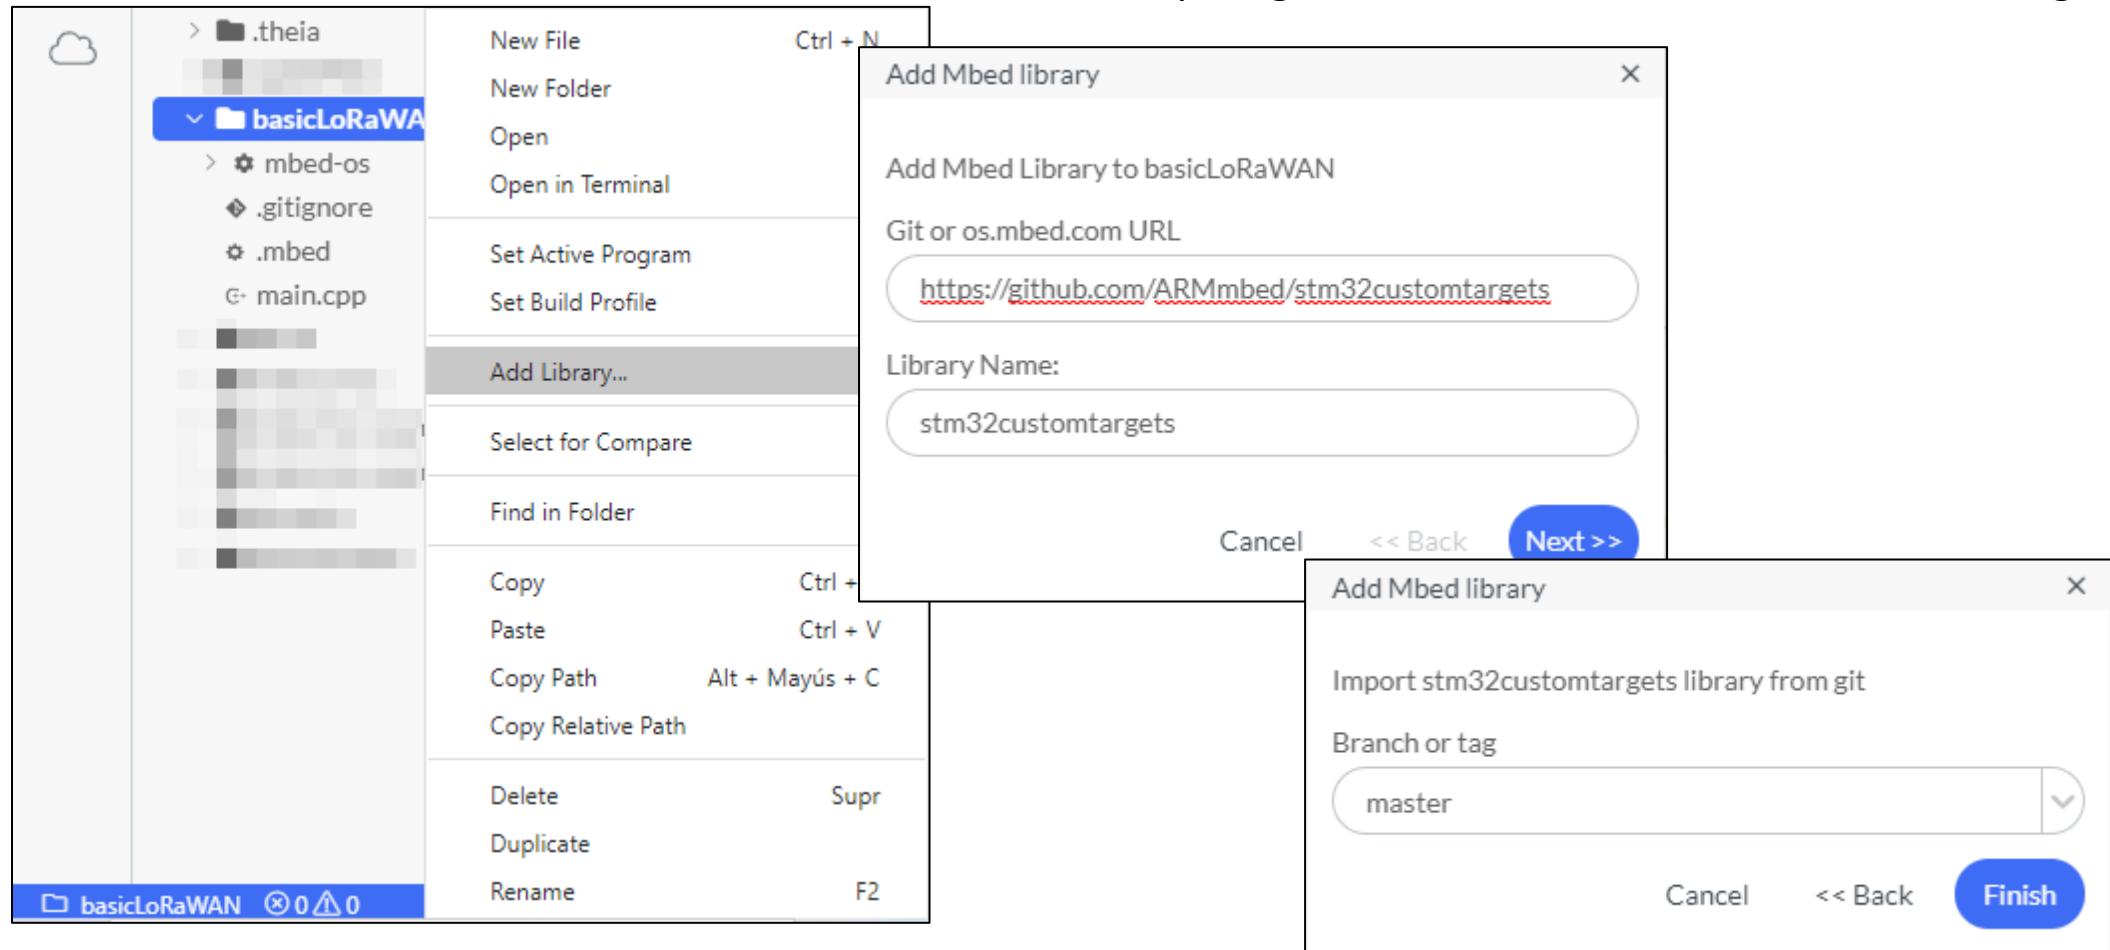 .theia
basicLoRaWA
mbed-os
.gitignore
.mbed
main.cpp
basicLoRaWAN 0 0
New File Ctrl + N
New Folder
Open
Open in Terminal
Set Active Program
Set Build Profile
Add Library...
Select for Compare
Find in Folder
Copy Ctrl +
Paste Ctrl + V
Copy Path Alt + Mayús + C
Copy Relative Path
Delete Supr
Duplicate
Rename F2
Add Mbed library
Add Mbed Library to basicLoRaWAN
Git or os.mbed.com URL
https://github.com/ARMmbed/stm32customtargets
Library Name:
stm32customtargets
Cancel << Back Next >>
Add Mbed library
Import stm32customtargets library from git
Branch or tag
master
Cancel << Back Finish